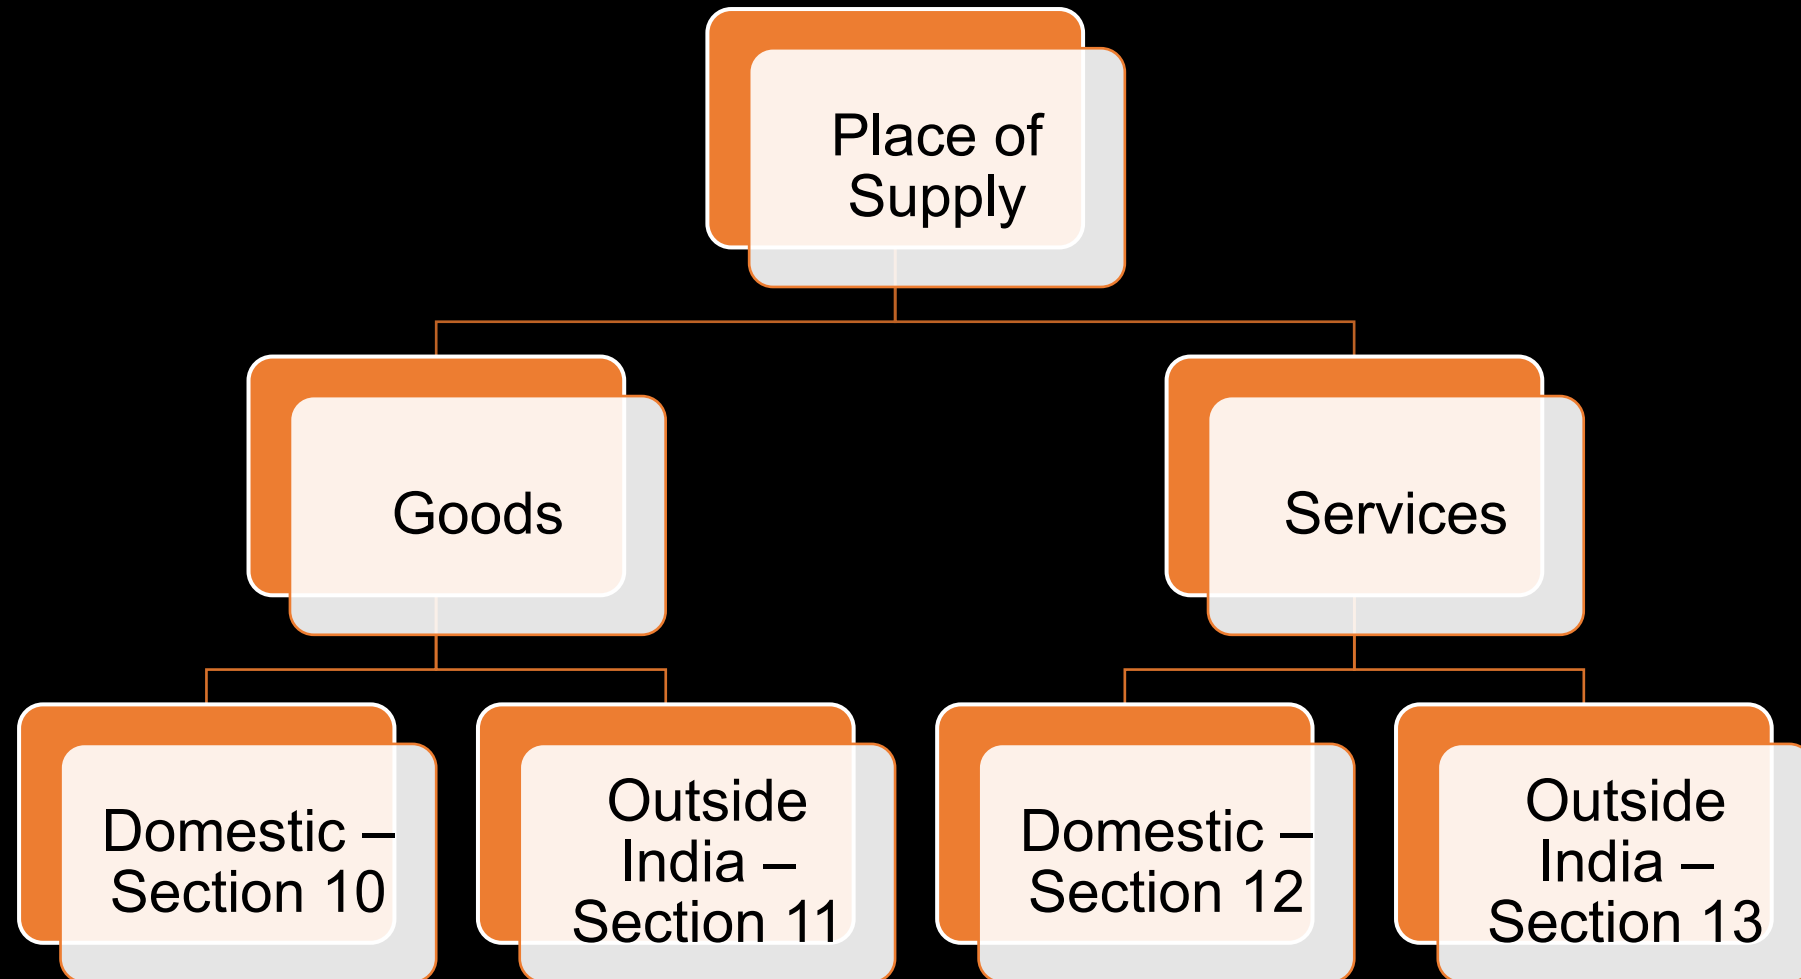 Place of
Supply
Goods
Services
Domestic –
Section 10
Outside
India –
Section 11
Domestic –
Section 12
Outside
India –
Section 13